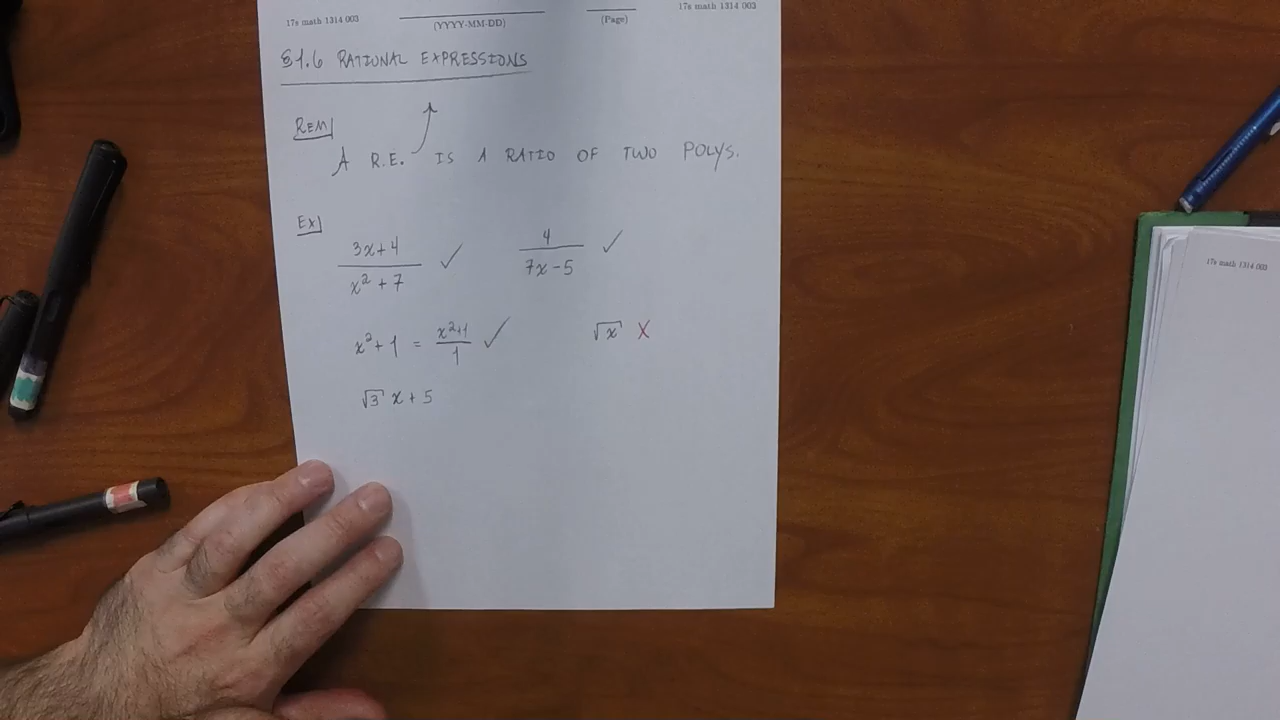 17s math 1314 003 (YYYY-MM-DD) (Page) 17s math 1314 003
§1.6 RATIONAL EXPRESSIONS
REM
A R.E. IS A RATIO OF TWO POLYS.
EX
3x+4 / x² + 7 ✓ 4 / 7x - 5 ✓
x² + 1 = x²+1 / 1 ✓ √x X
√3 x + 5
17s math 1314 003